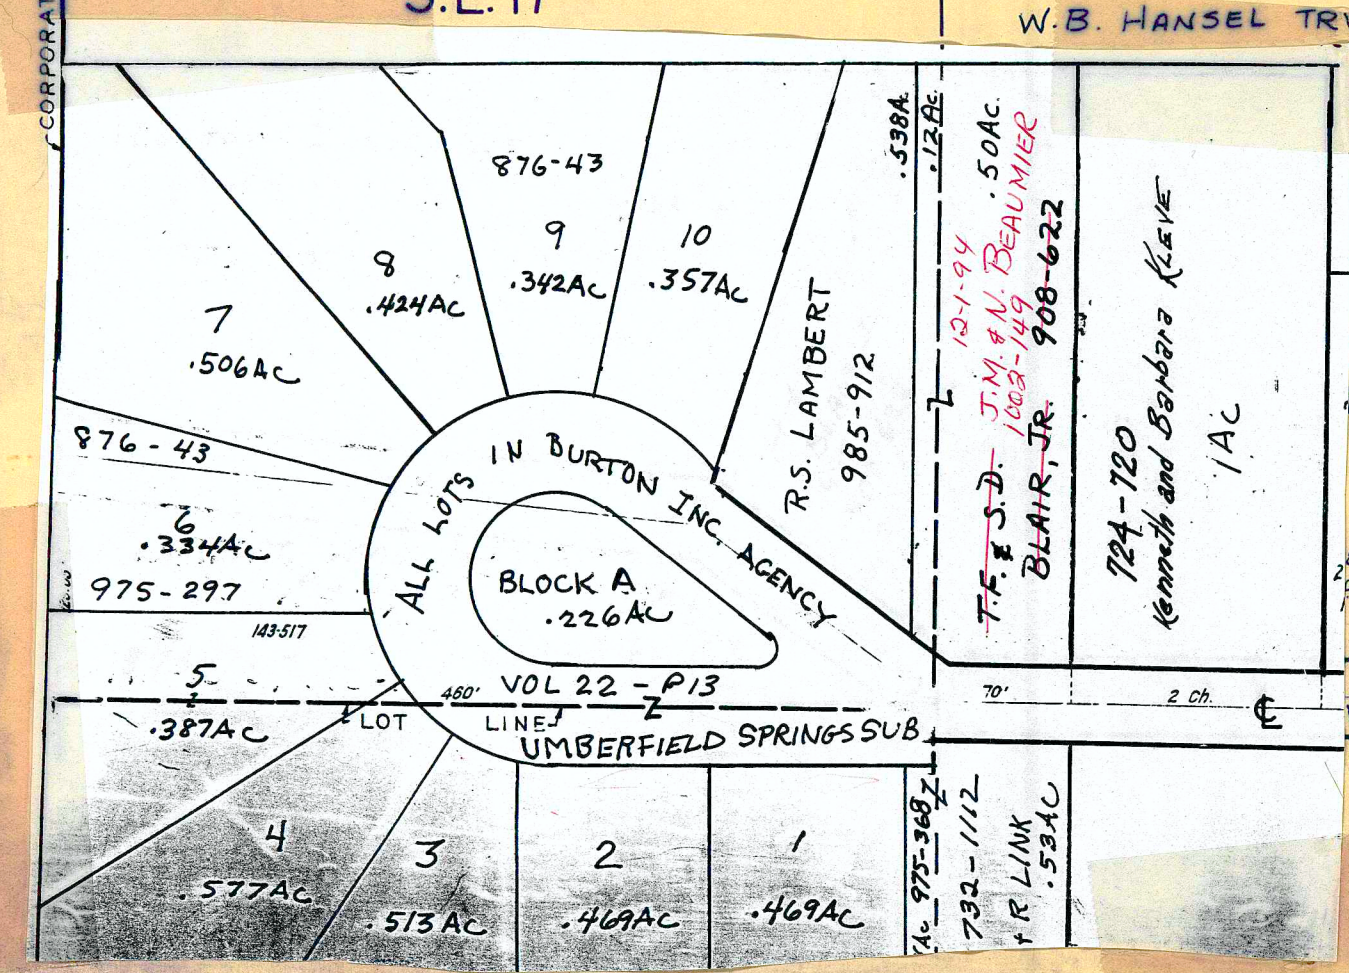 S.E. 17
W.B. HANSEL
CORPORAT
876-43
7
.506AC
8
.424AC
9
.342AC
10
.357AC
.538A.
.12AC.
.50AC.
R.S. LAMBERT
985-912
12-1-94
J.M. & N. BEAUMIER
1002-149
T.F. & S.D.
BLAIR, JR. 908-622
724-720
Kenneth and Barbara KLEVE
1AC
876-43
6
.334AC
975-297
143-517
ALL LOTS IN BURTON INC. AGENCY
BLOCK A
.226AC
5
.387AC
460'
VOL 22 - P13
LOT LINE
UMBERFIELD SPRINGS SUB.
70'
2 Ch.
℄
4
.577AC
3
.513AC
2
.469AC
1
.469AC
975-368
732-1112
R LINK
.53AC